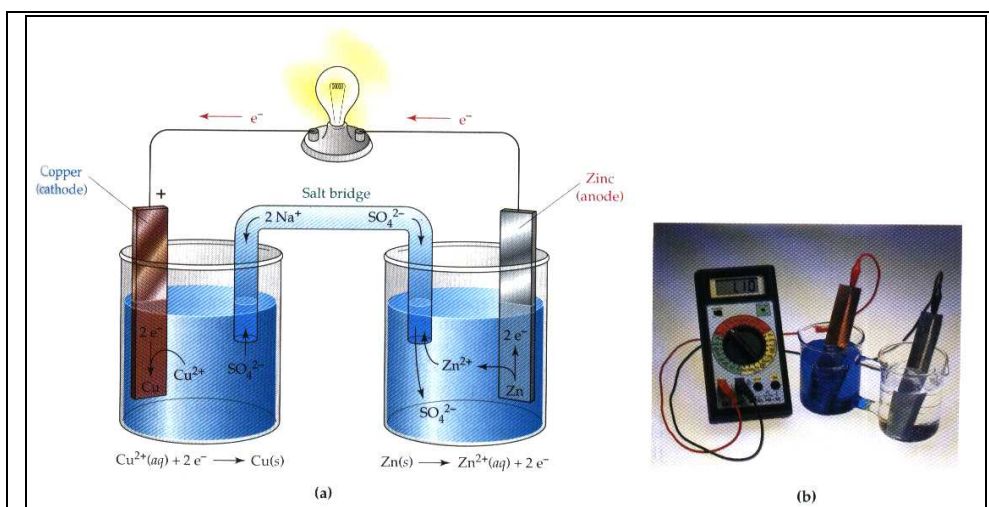 e⁻
e⁻
Copper
(cathode)
+
Salt bridge
Zinc
(anode)
2 Na⁺
SO₄²⁻
2 e⁻
Cu
Cu²⁺
SO₄²⁻
2 e⁻
Zn²⁺
Zn
SO₄²⁻
Cu²⁺(aq) + 2 e⁻ ⟶ Cu(s)
Zn(s) ⟶ Zn²⁺(aq) + 2 e⁻
(a)
1.10
(b)